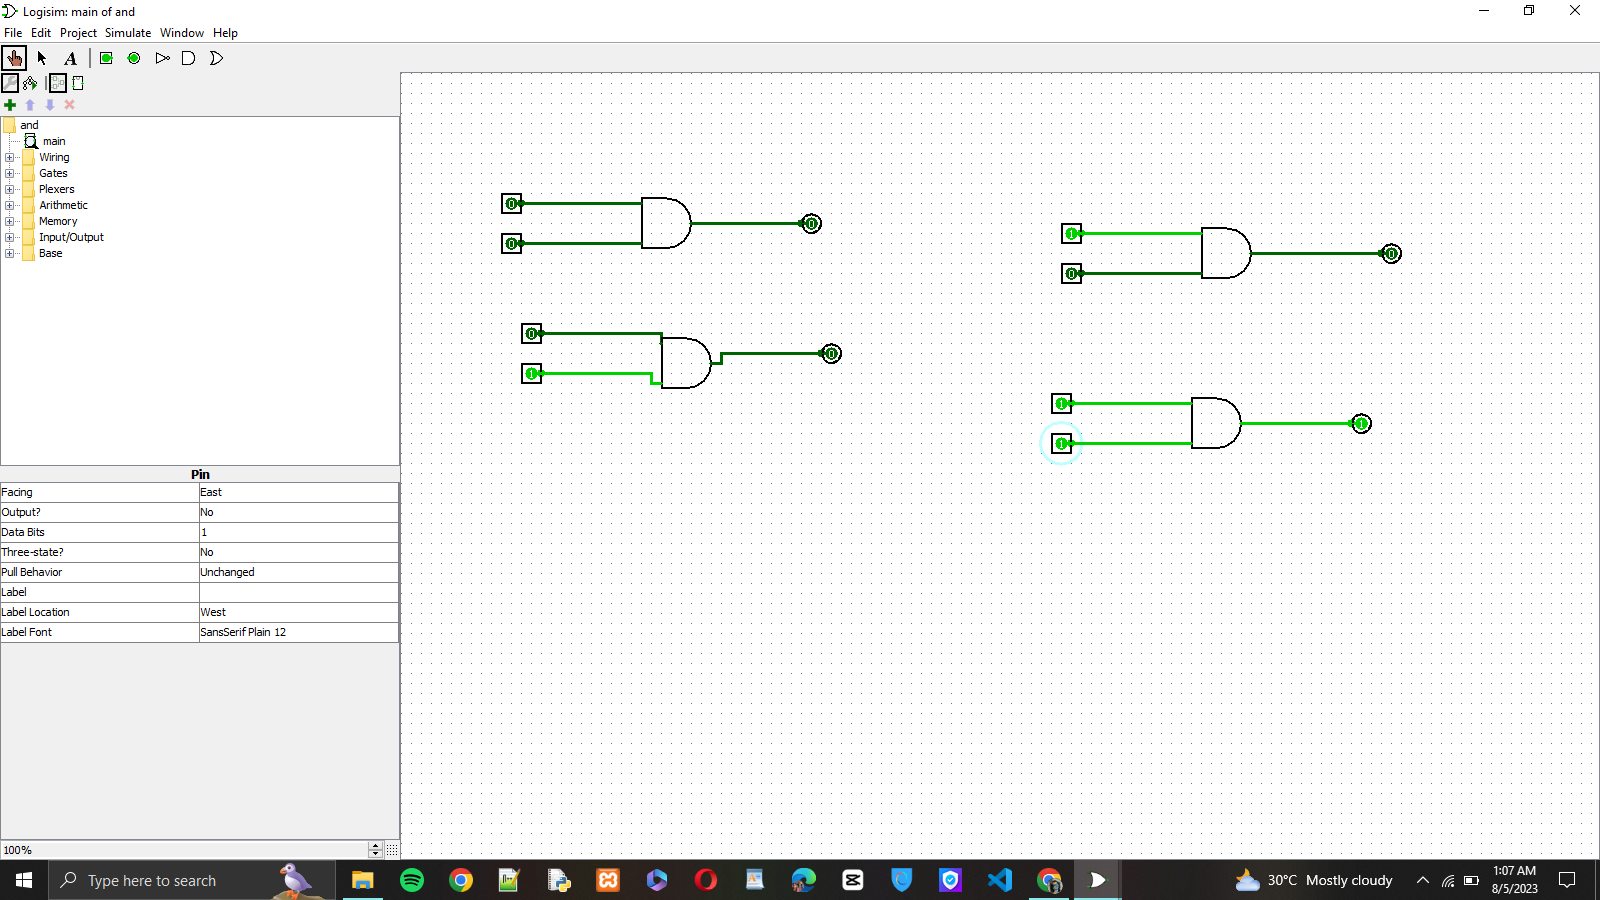 Logisim: main of and
File Edit Project Simulate Window Help
A
and
main
Wiring
Gates
Plexers
Arithmetic
Memory
Input/Output
Base
0
0
0
1
0
0
0
1
0
1
1
1
Pin
Facing East
Output? No
Data Bits 1
Three-state? No
Pull Behavior Unchanged
Label
Label Location West
Label Font SansSerif Plain 12
100%
Type here to search
30°C Mostly cloudy
1:07 AM
8/5/2023